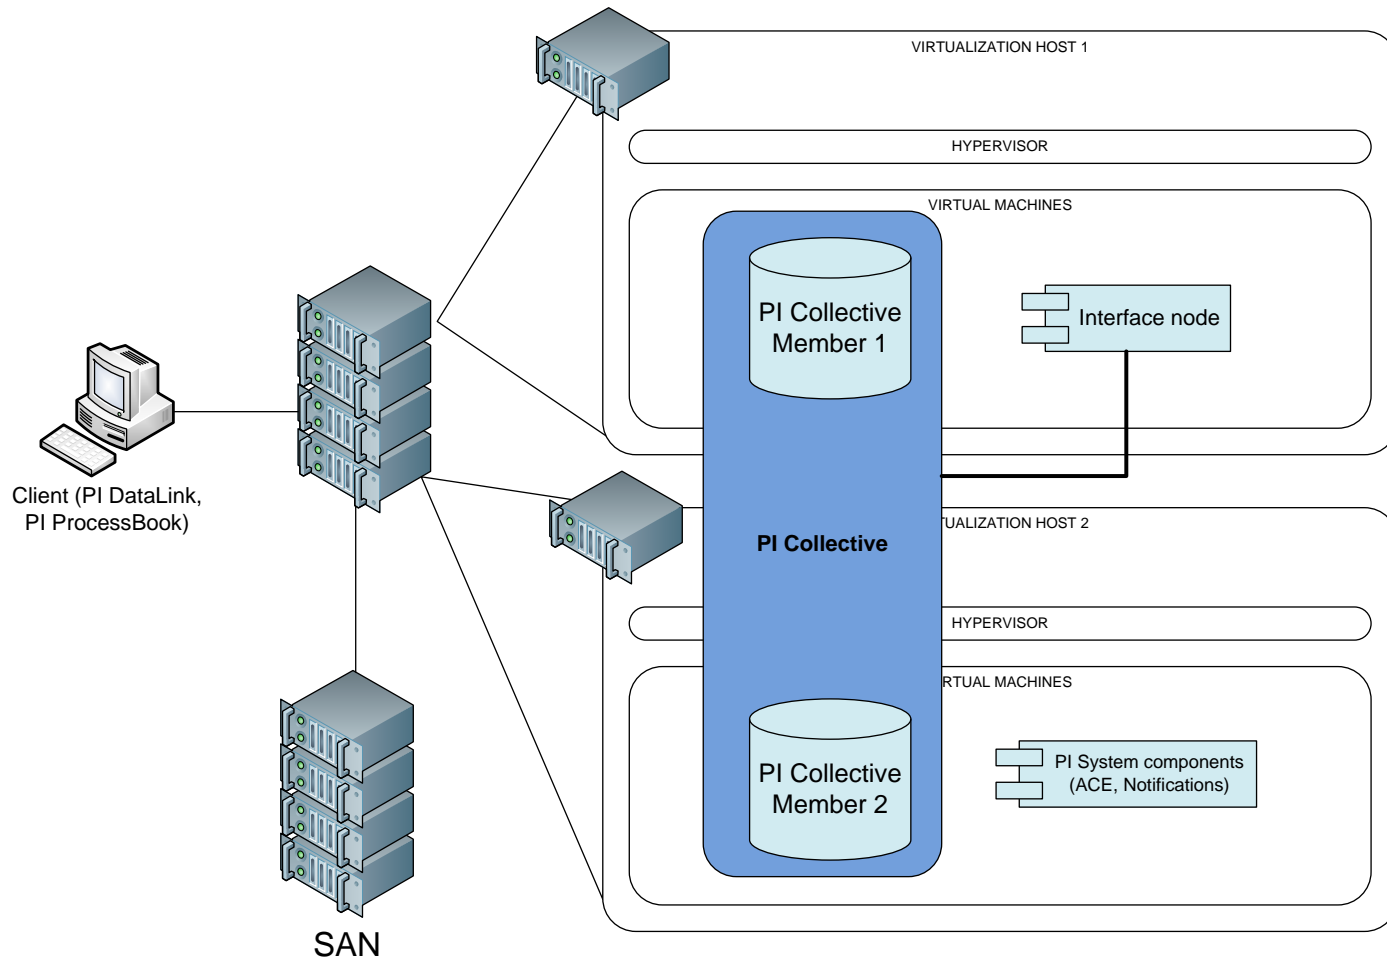 VIRTUALIZATION HOST 1
HYPERVISOR
VIRTUAL MACHINES
PI Collective
Member 1
Interface node
Client (PI DataLink,
PI ProcessBook)
TUALIZATION HOST 2
PI Collective
HYPERVISOR
RTUAL MACHINES
PI Collective
Member 2
PI System components
(ACE, Notifications)
SAN